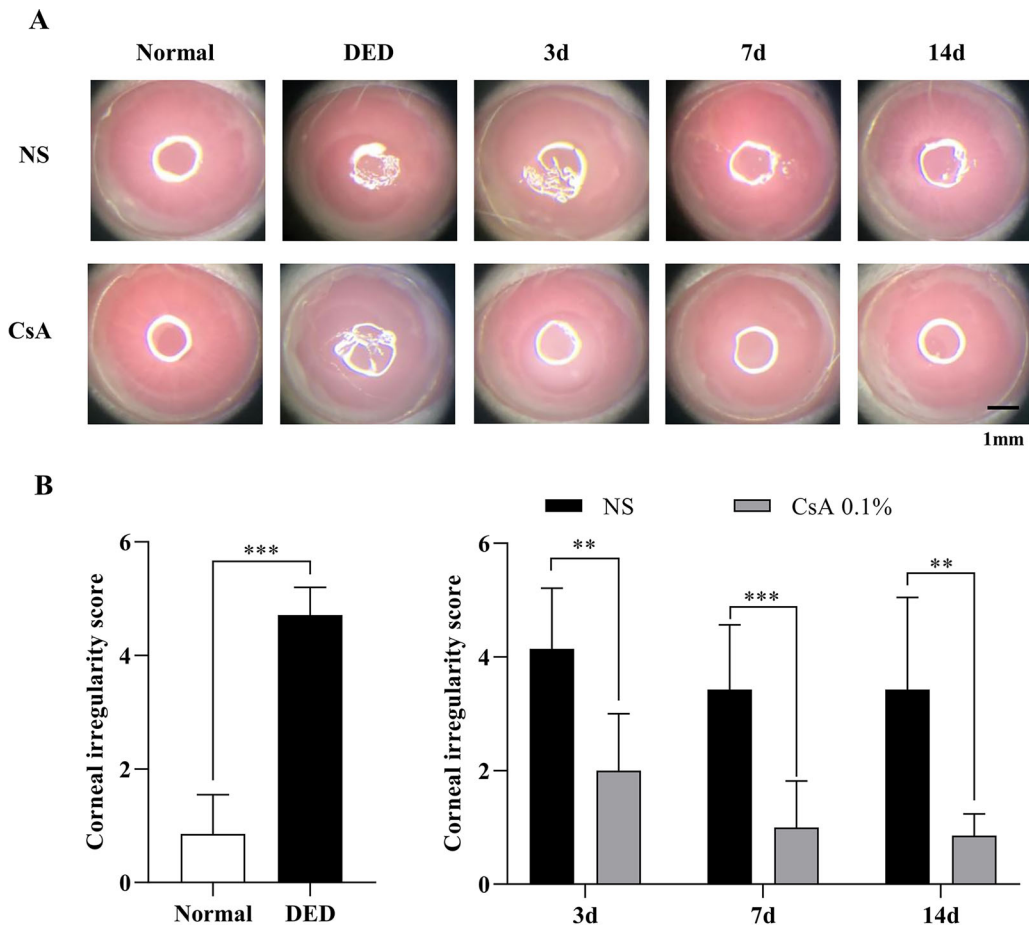 A
Normal DED 3d 7d 14d
NS
CsA
1mm
B
NS CsA 0.1%
Corneal irregularity score
6
4
2
0
***
Normal DED
Corneal irregularity score
6
4
2
0
** *** **
3d 7d 14d